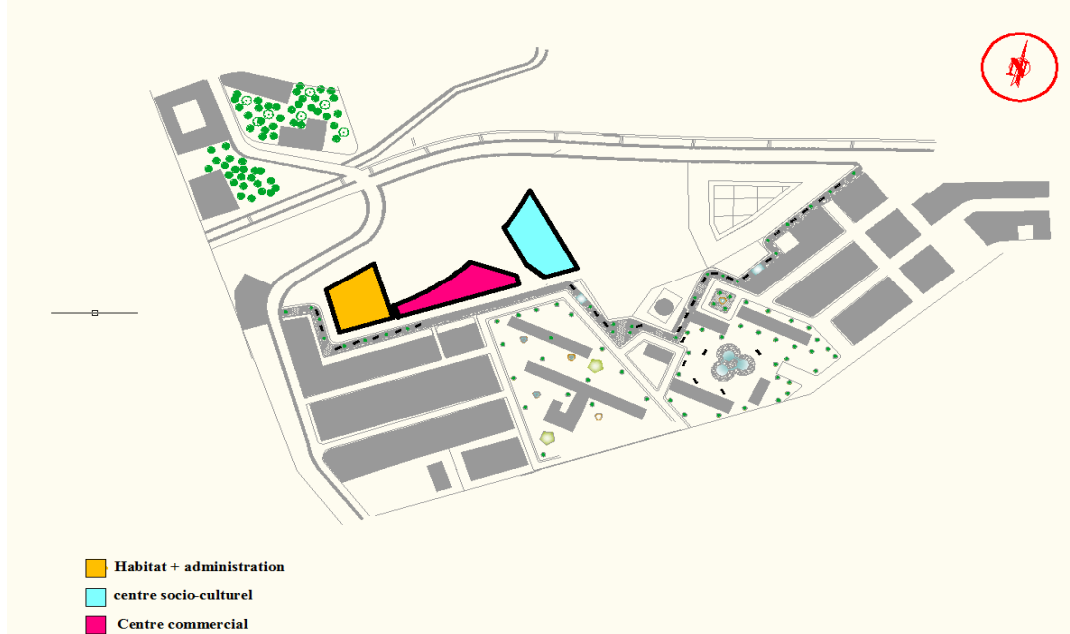 N
Habitat + administration
centre socio-culturel
Centre commercial